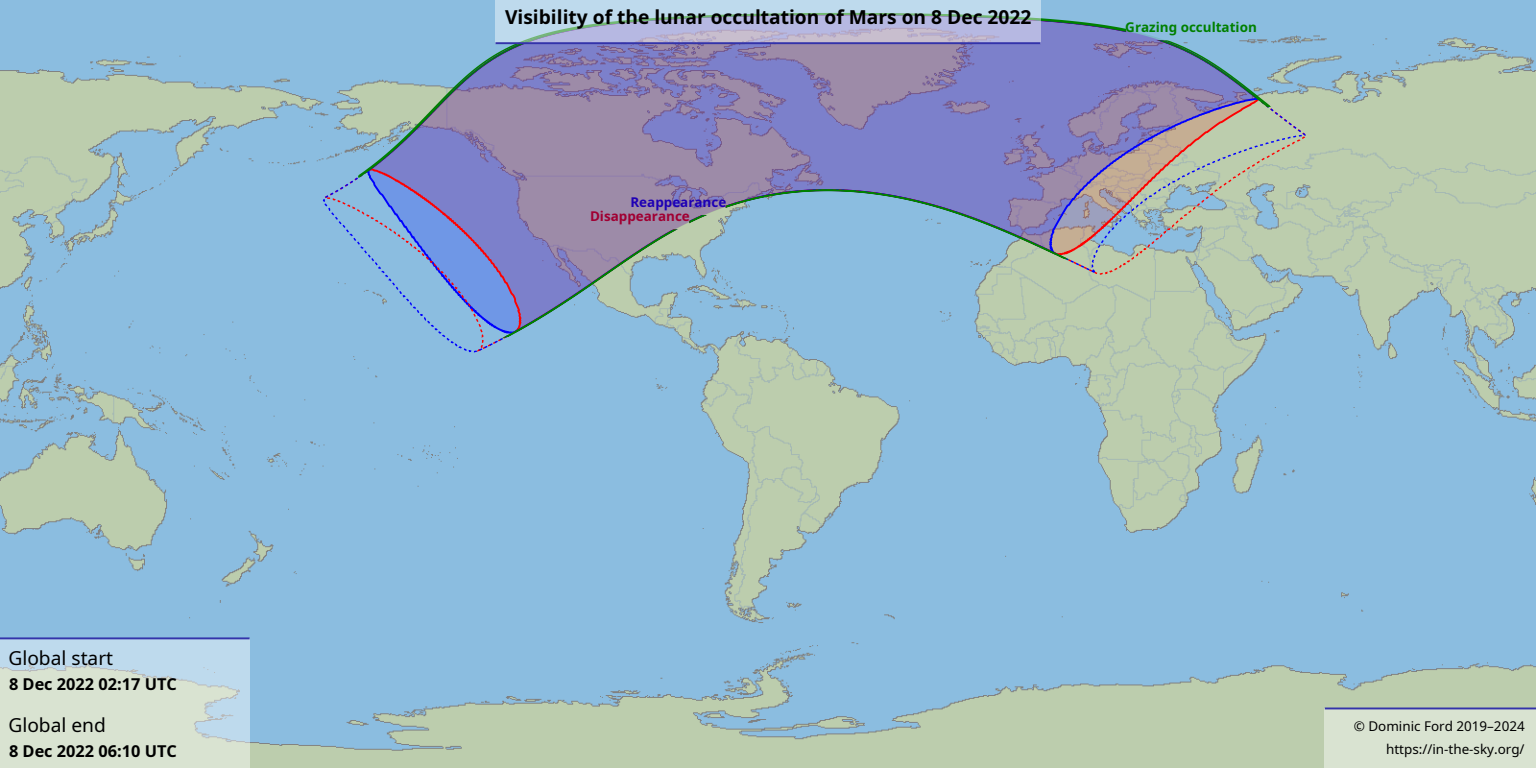 Visibility of the lunar occultation of Mars on 8 Dec 2022
Grazing occultation
Reappearance
Disappearance
Global start
8 Dec 2022 02:17 UTC
Global end
8 Dec 2022 06:10 UTC
© Dominic Ford 2019–2024
https://in-the-sky.org/